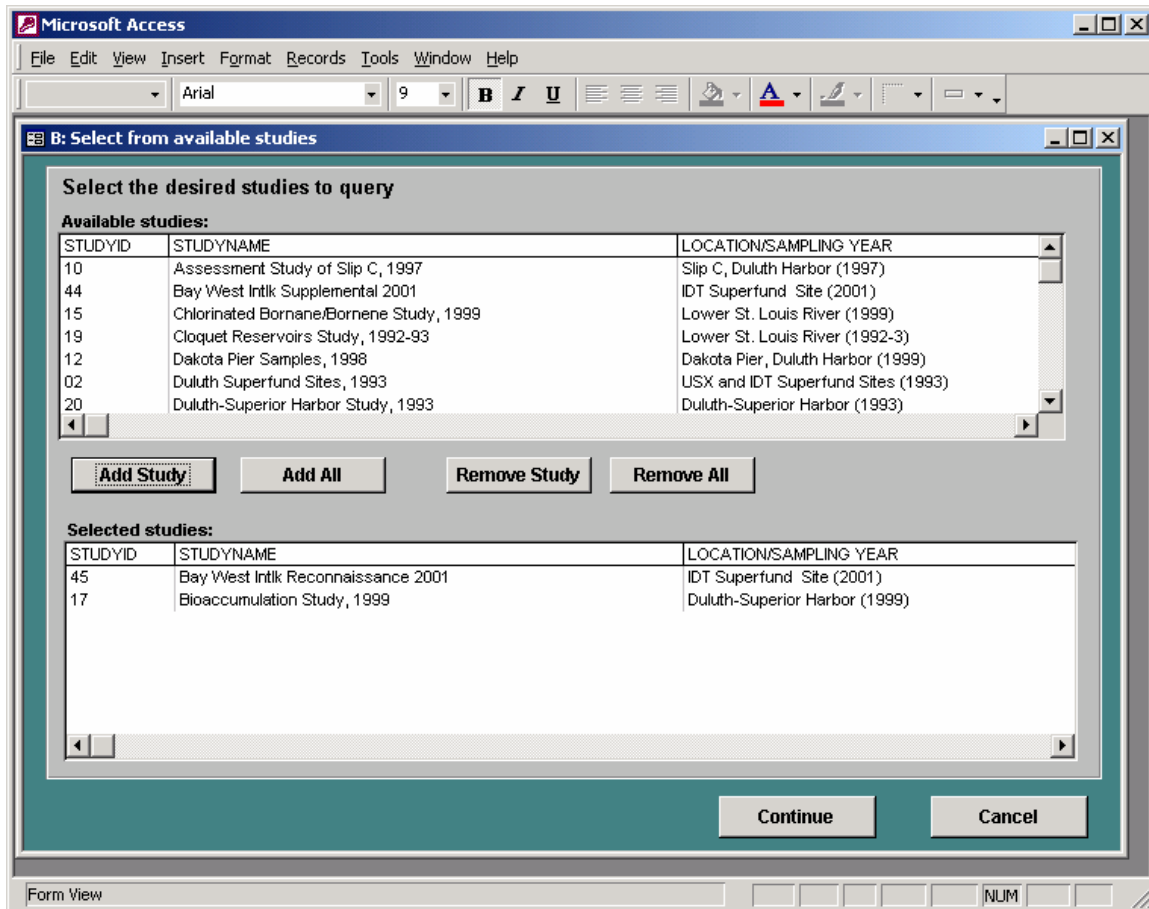 Microsoft Access
File Edit View Insert Format Records Tools Window Help
Arial 9 B I U A
B: Select from available studies
Select the desired studies to query
Available studies:
STUDYID STUDYNAME LOCATION/SAMPLING YEAR
10 Assessment Study of Slip C, 1997 Slip C, Duluth Harbor (1997)
44 Bay West Intlk Supplemental 2001 IDT Superfund  Site (2001)
15 Chlorinated Bornane/Bornene Study, 1999 Lower St. Louis River (1999)
19 Cloquet Reservoirs Study, 1992-93 Lower St. Louis River (1992-3)
12 Dakota Pier Samples, 1998 Dakota Pier, Duluth Harbor (1999)
02 Duluth Superfund Sites, 1993 USX and IDT Superfund Sites (1993)
20 Duluth-Superior Harbor Study, 1993 Duluth-Superior Harbor (1993)
Add Study Add All Remove Study Remove All
Selected studies:
STUDYID STUDYNAME LOCATION/SAMPLING YEAR
45 Bay West Intlk Reconnaissance 2001 IDT Superfund  Site (2001)
17 Bioaccumulation Study, 1999 Duluth-Superior Harbor (1999)
Continue Cancel
Form View NUM